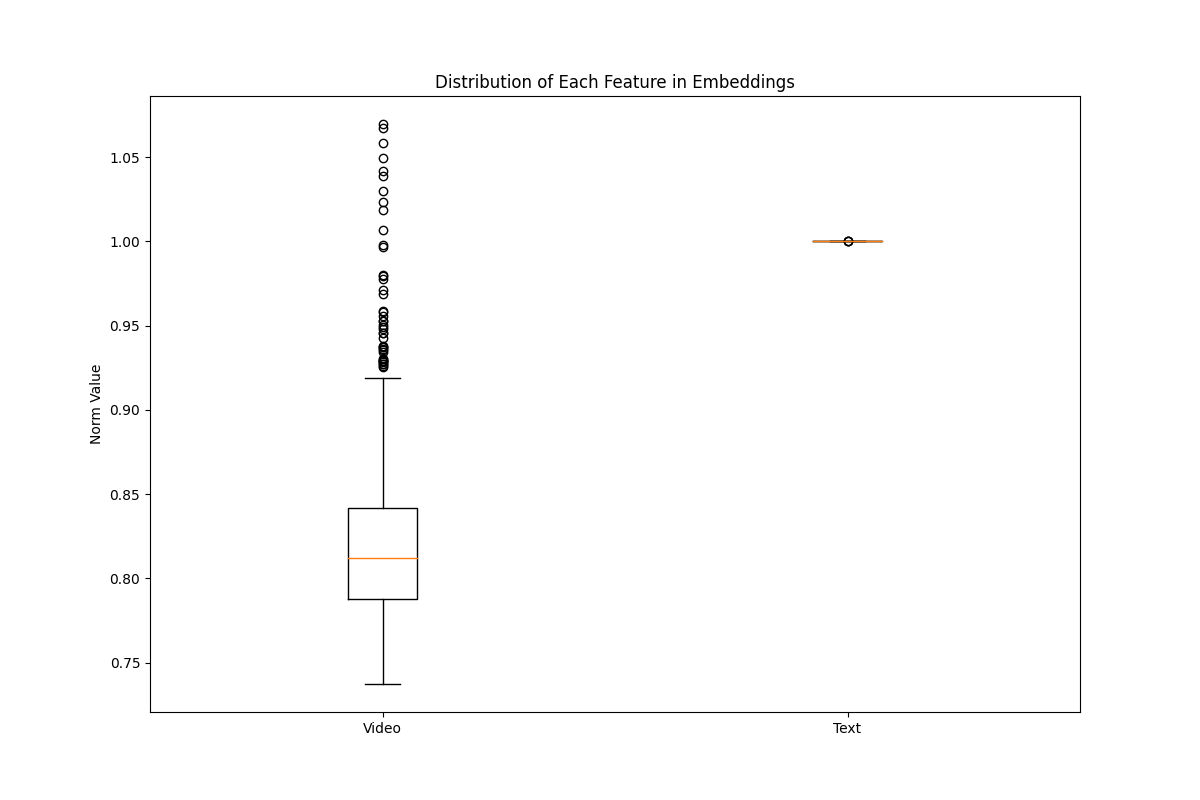 Distribution of Each Feature in Embeddings
Norm Value
1.05
1.00
0.95
0.90
0.85
0.80
0.75
Video
Text